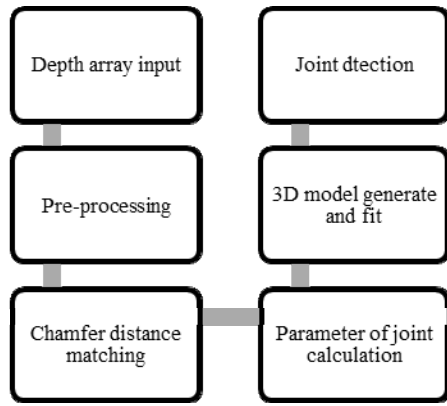 Depth array input
Pre-processing
Chamfer distance
matching
Parameter of joint
calculation
3D model generate
and fit
Joint dtection